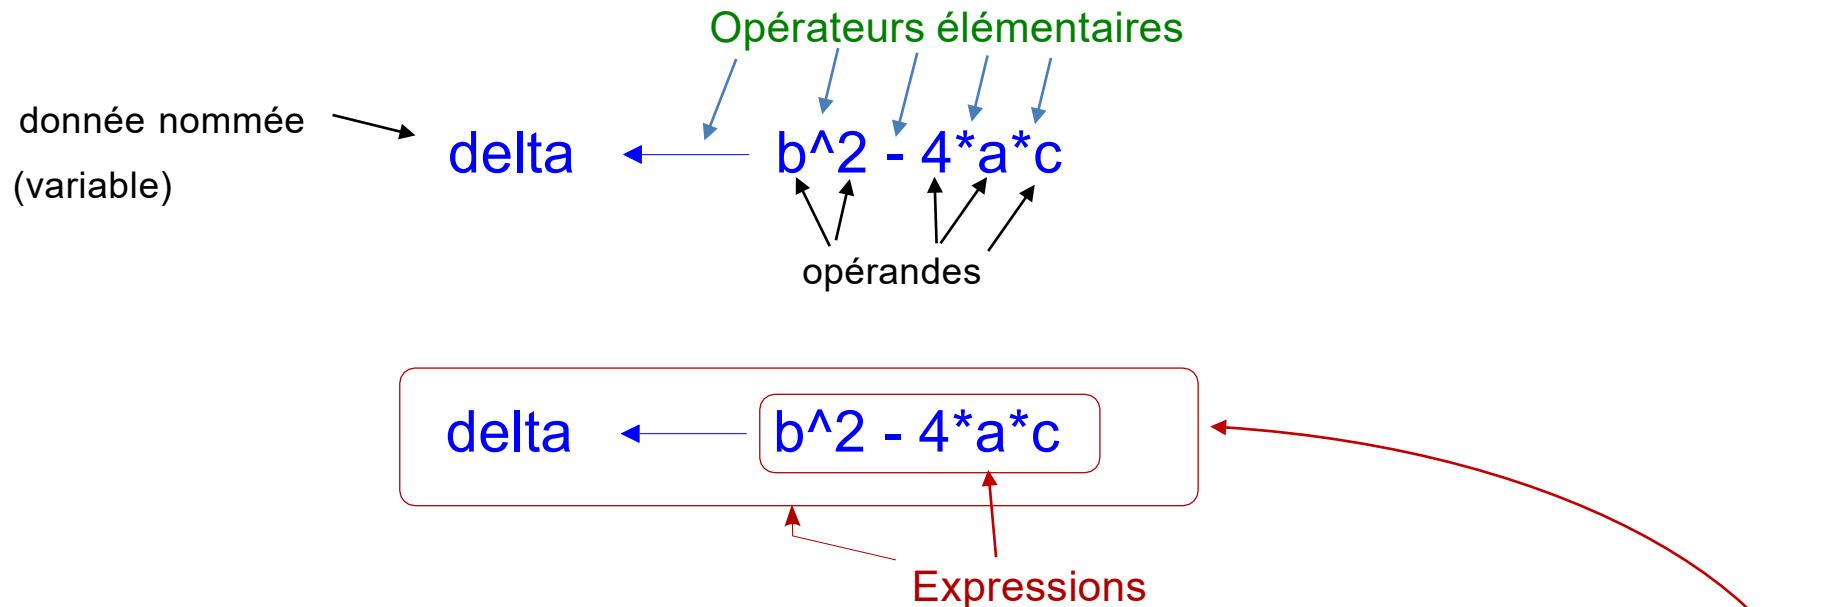 Opérateurs élémentaires
donnée nommée
(variable)
delta b^2 - 4*a*c
opérandes
delta b^2 - 4*a*c
Expressions